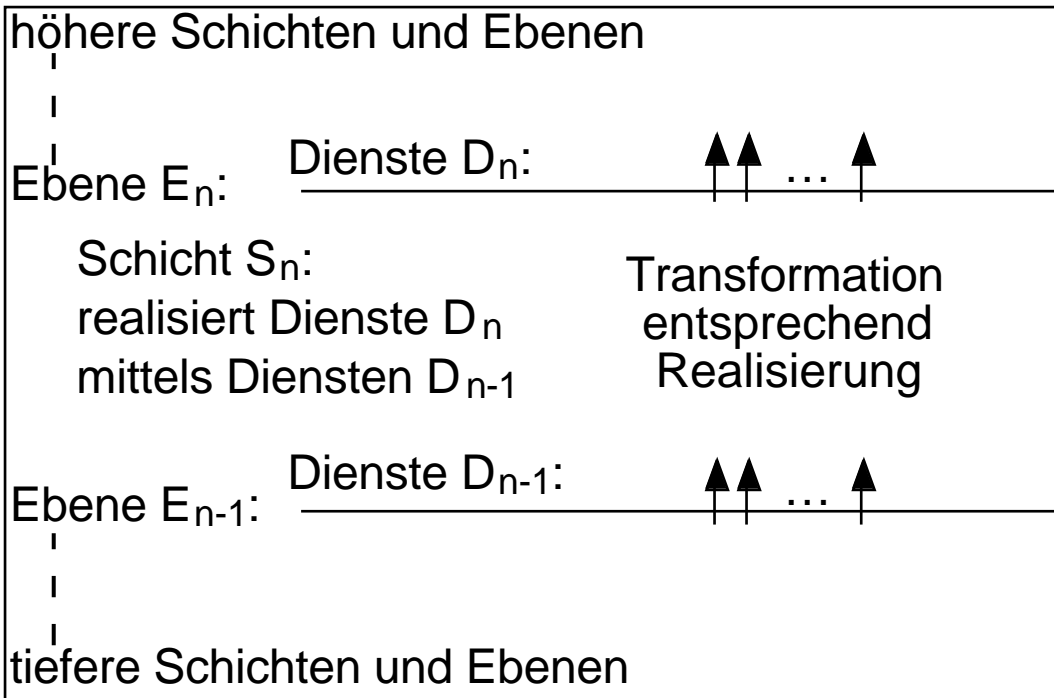 höhere Schichten und Ebenen
Dienste Dn:
...
Ebene En:
Schicht Sn:
realisiert Dienste Dn
mittels Diensten Dn-1
Transformation
entsprechend
Realisierung
Dienste Dn-1:
...
Ebene En-1:
tiefere Schichten und Ebenen